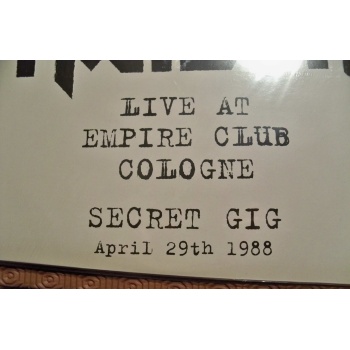 LIVE AT
EMPIRE CLUB
COLOGNE
SECRET GIG
April 29th 1988